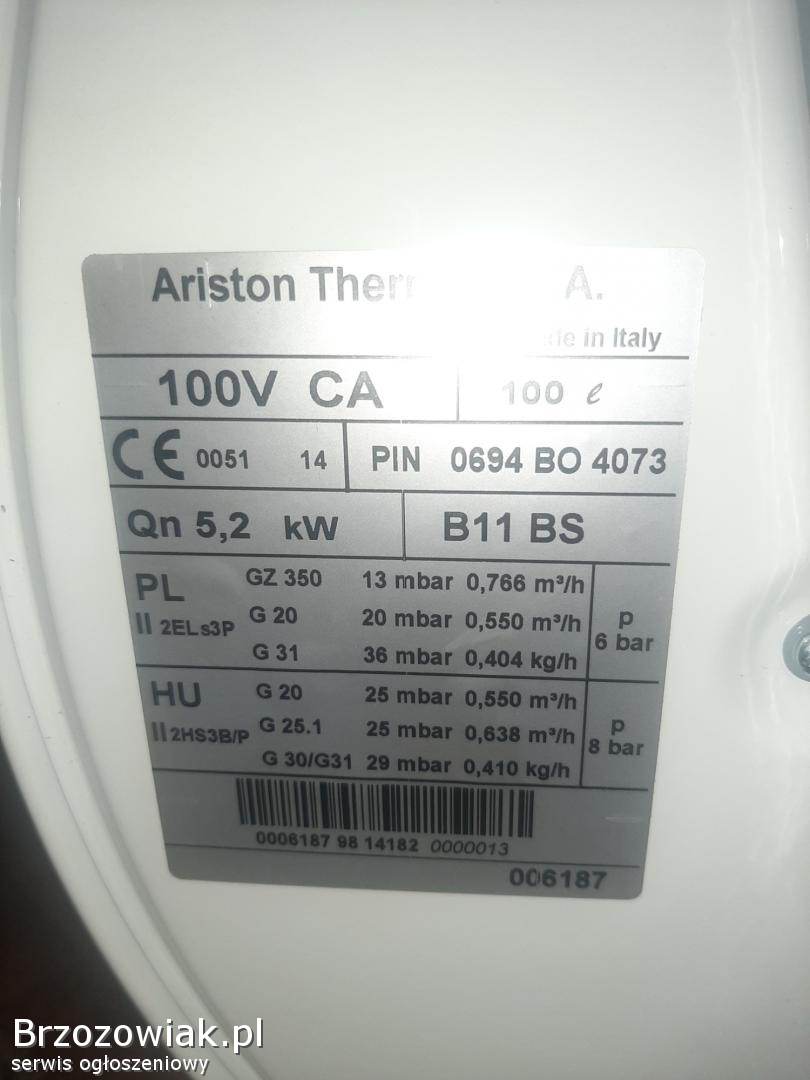 Ariston Ther A.
in Italy
100V CA 100 ℓ
CE 0051 14 PIN 0694 BO 4073
Qn 5,2 kW B11 BS
PL GZ 350 13 mbar 0,766 m³/h
II 2ELs3P G 20 20 mbar 0,550 m³/h p 6 bar
G 31 36 mbar 0,404 kg/h
HU G 20 25 mbar 0,550 m³/h
II 2HS3B/P G 25.1 25 mbar 0,638 m³/h p 8 bar
G 30/G31 29 mbar 0,410 kg/h
0006187 98 14182 0000013
006187
Brzozowiak.pl
serwis ogłoszeniowy